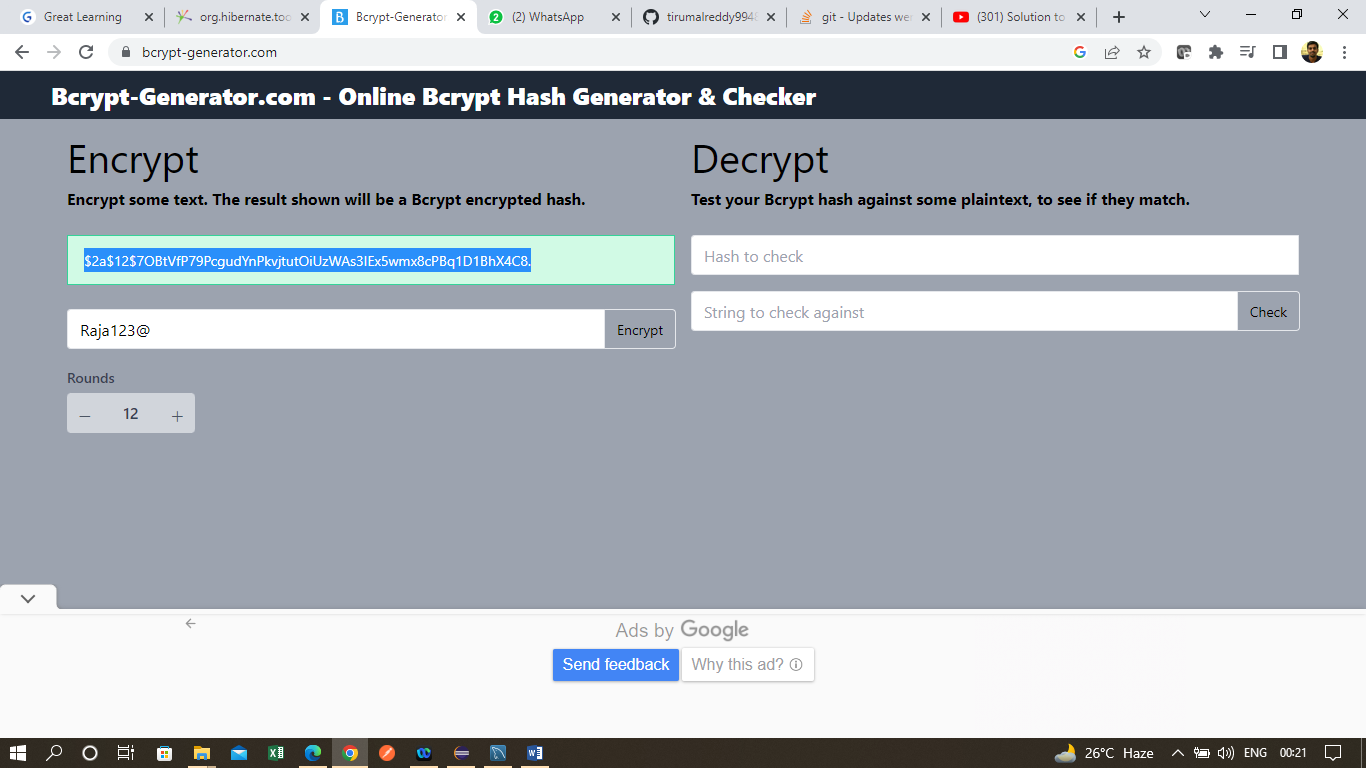 Great Learning
org.hibernate.too
Bcrypt-Generator
(2) WhatsApp
tirumalreddy9948
git - Updates wer
(301) Solution to
bcrypt-generator.com
Bcrypt-Generator.com - Online Bcrypt Hash Generator & Checker
Encrypt
Encrypt some text. The result shown will be a Bcrypt encrypted hash.
$2a$12$7OBtVfP79PcgudYnPkvjtutOiUzWAs3IEx5wmx8cPBq1D1BhX4C8.
Raja123@
Encrypt
Rounds
12
Decrypt
Test your Bcrypt hash against some plaintext, to see if they match.
Hash to check
String to check against
Check
Ads by Google
Send feedback
Why this ad?
26°C Haze
ENG
00:21